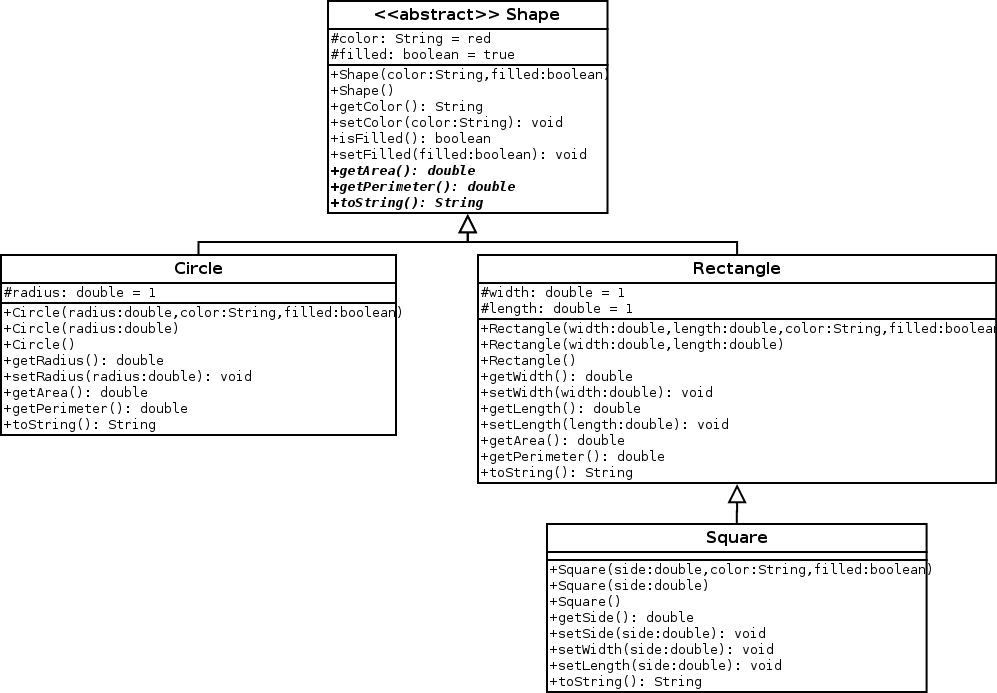 <<abstract>> Shape
#color: String = red
#filled: boolean = true
+Shape(color:String,filled:boolean)
+Shape()
+getColor(): String
+setColor(color:String): void
+isFilled(): boolean
+setFilled(filled:boolean): void
+getArea(): double
+getPerimeter(): double
+toString(): String
Circle
#radius: double = 1
+Circle(radius:double,color:String,filled:boolean)
+Circle(radius:double)
+Circle()
+getRadius(): double
+setRadius(radius:double): void
+getArea(): double
+getPerimeter(): double
+toString(): String
Rectangle
#width: double = 1
#length: double = 1
+Rectangle(width:double,length:double,color:String,filled:boolean
+Rectangle(width:double,length:double)
+Rectangle()
+getWidth(): double
+setWidth(width:double): void
+getLength(): double
+setLength(length:double): void
+getArea(): double
+getPerimeter(): double
+toString(): String
Square
+Square(side:double,color:String,filled:boolean)
+Square(side:double)
+Square()
+getSide(): double
+setSide(side:double): void
+setWidth(side:double): void
+setLength(side:double): void
+toString(): String